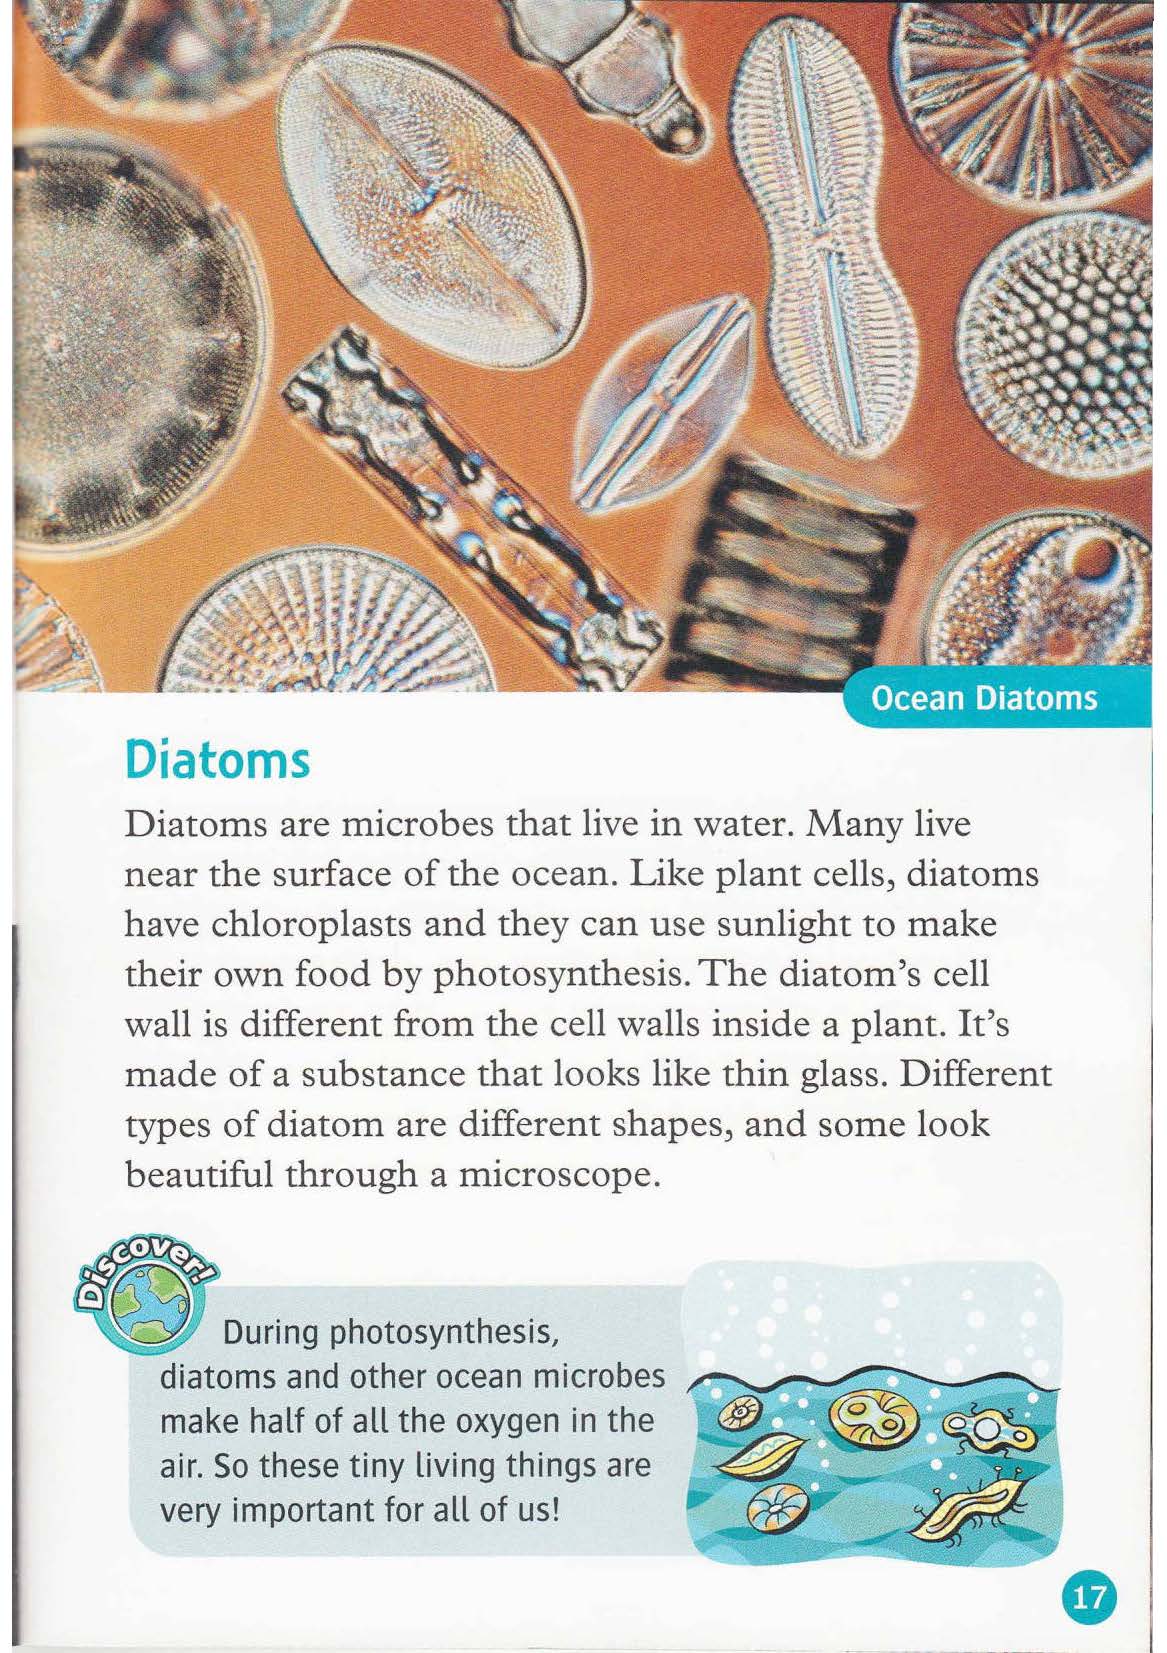 Ocean Diatoms
Diatoms
Diatoms are microbes that live in water. Many live
near the surface of the ocean. Like plant cells, diatoms
have chloroplasts and they can use sunlight to make
their own food by photosynthesis. The diatom's cell
wall is different from the cell walls inside a plant. It's
made of a substance that looks like thin glass. Different
types of diatom are different shapes, and some look
beautiful through a microscope.
Discover!
During photosynthesis,
diatoms and other ocean microbes
make half of all the oxygen in the
air. So these tiny living things are
very important for all of us!
17